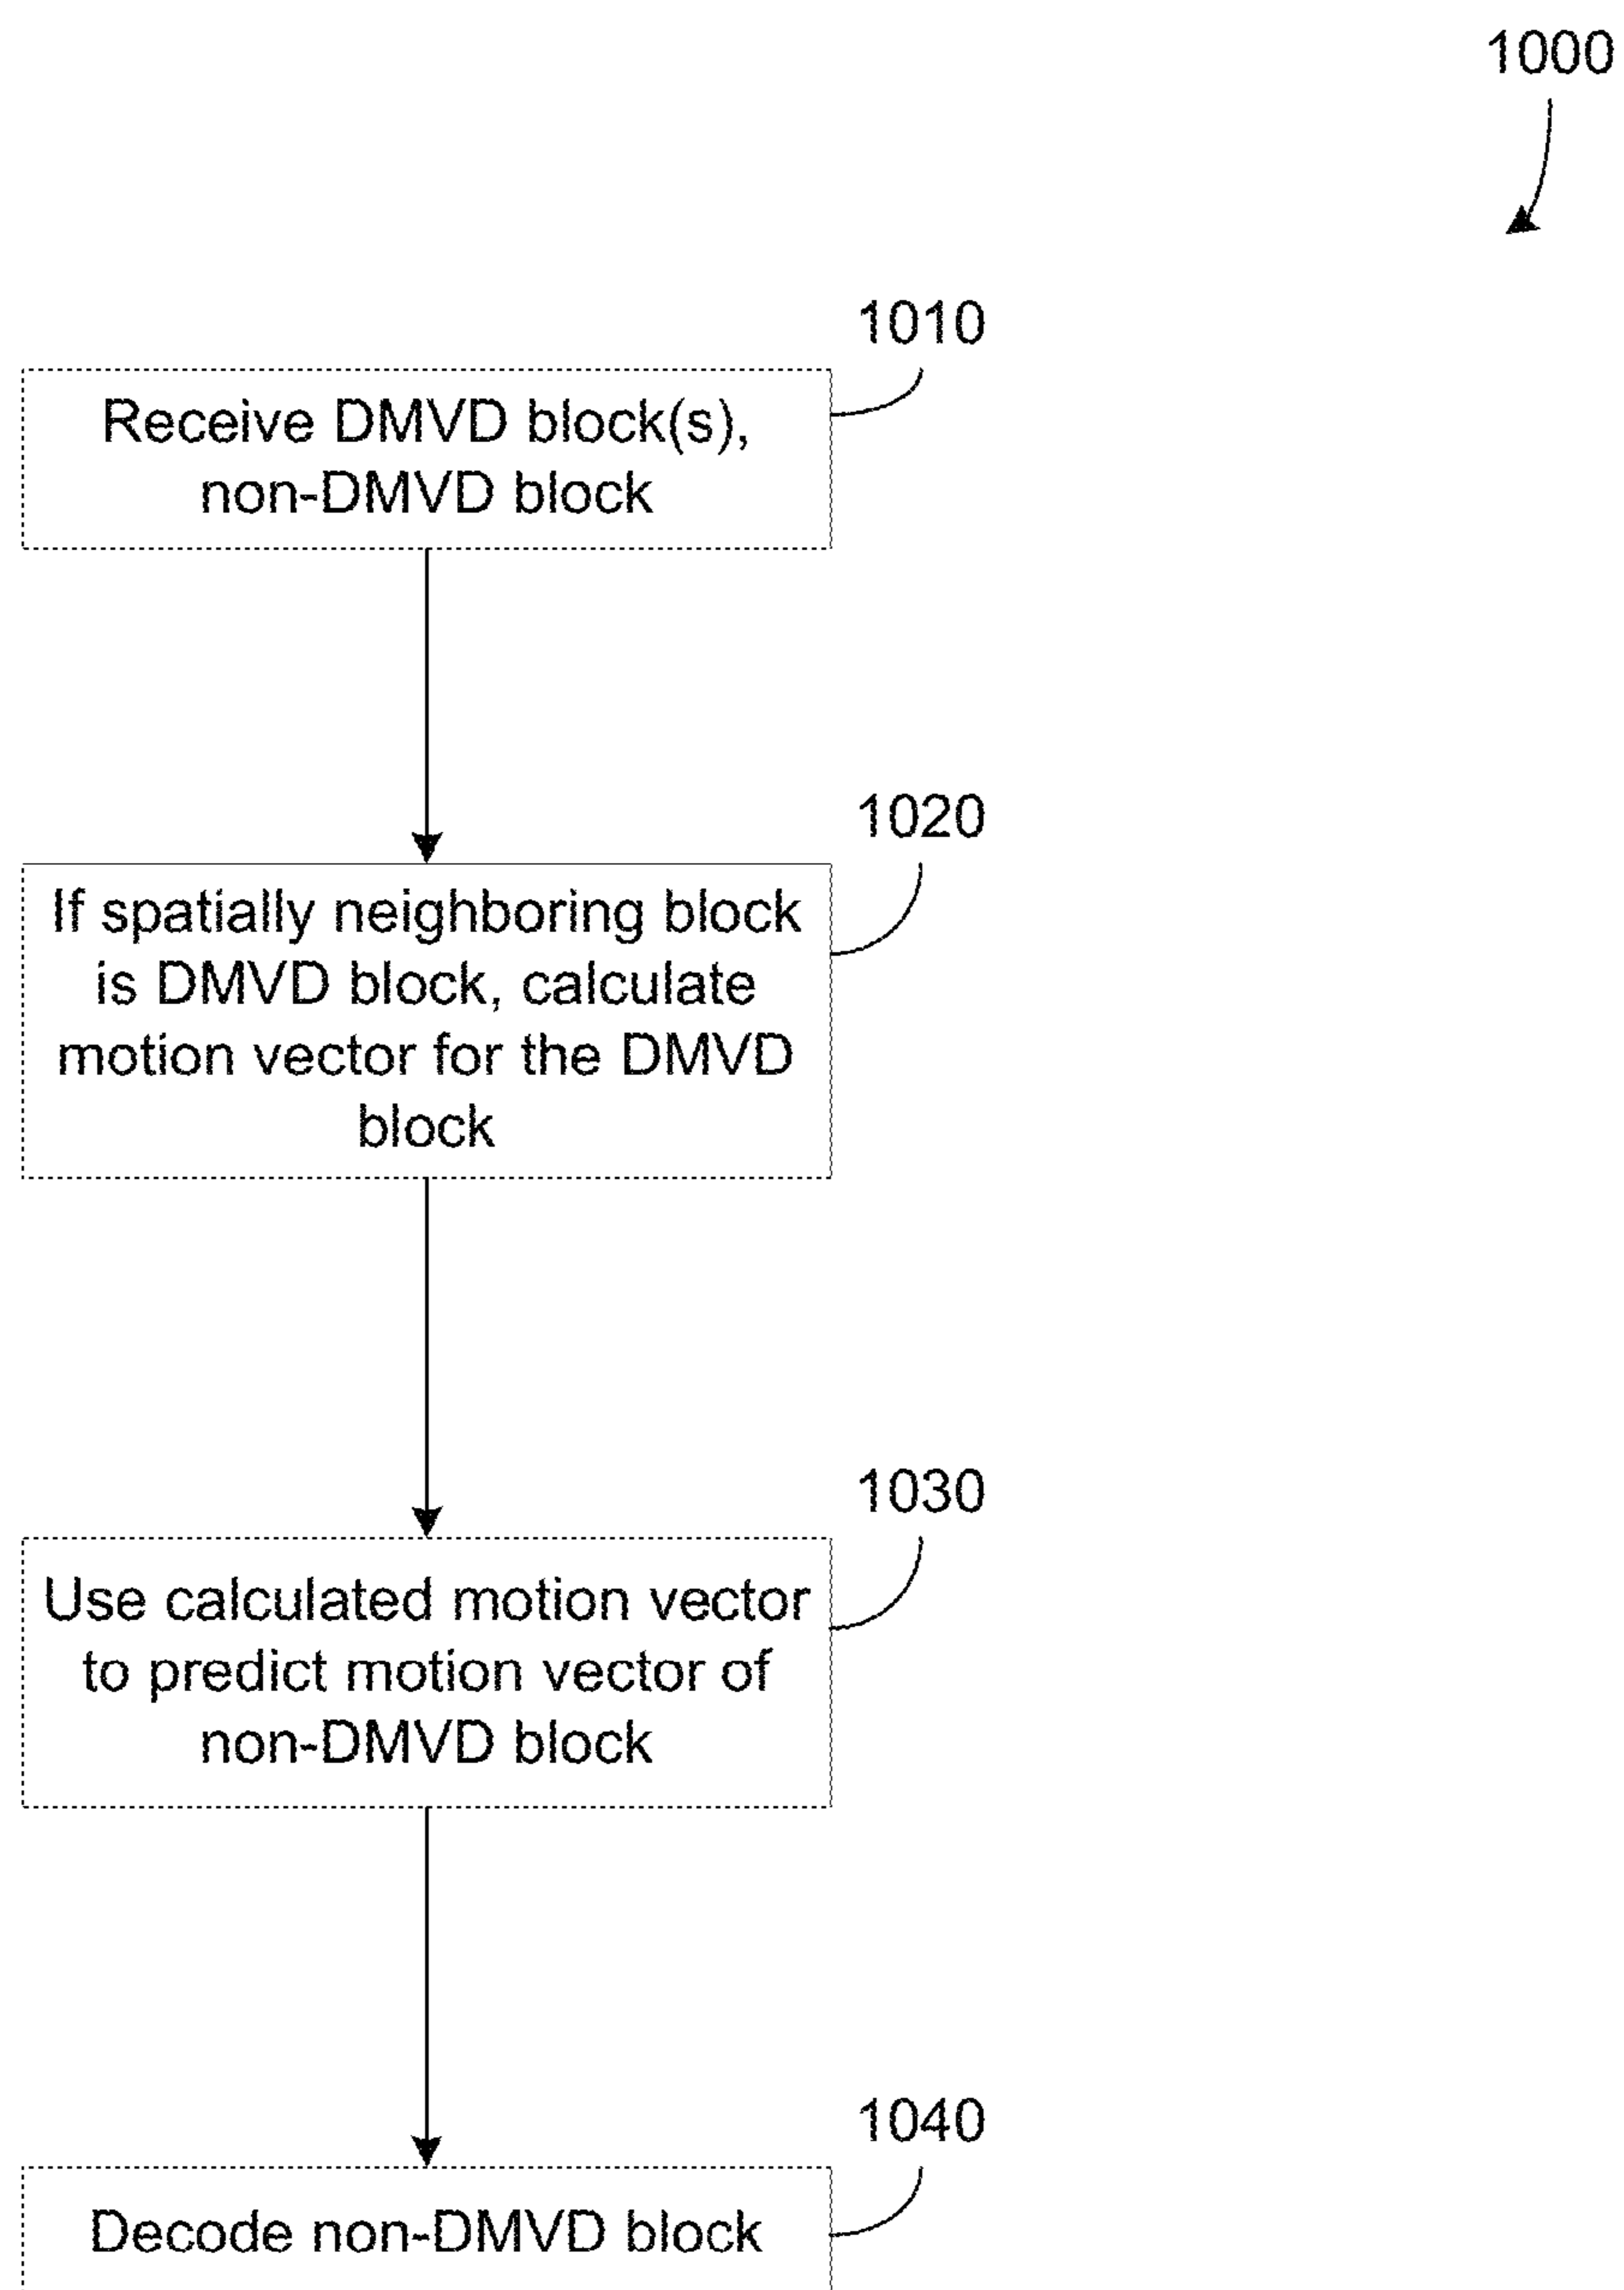 1000
1010
Receive DMVD block(s),
non-DMVD block
1020
If spatially neighboring block
is DMVD block, calculate
motion vector for the DMVD
block
1030
Use calculated motion vector
to predict motion vector of
non-DMVD block
1040
Decode non-DMVD block